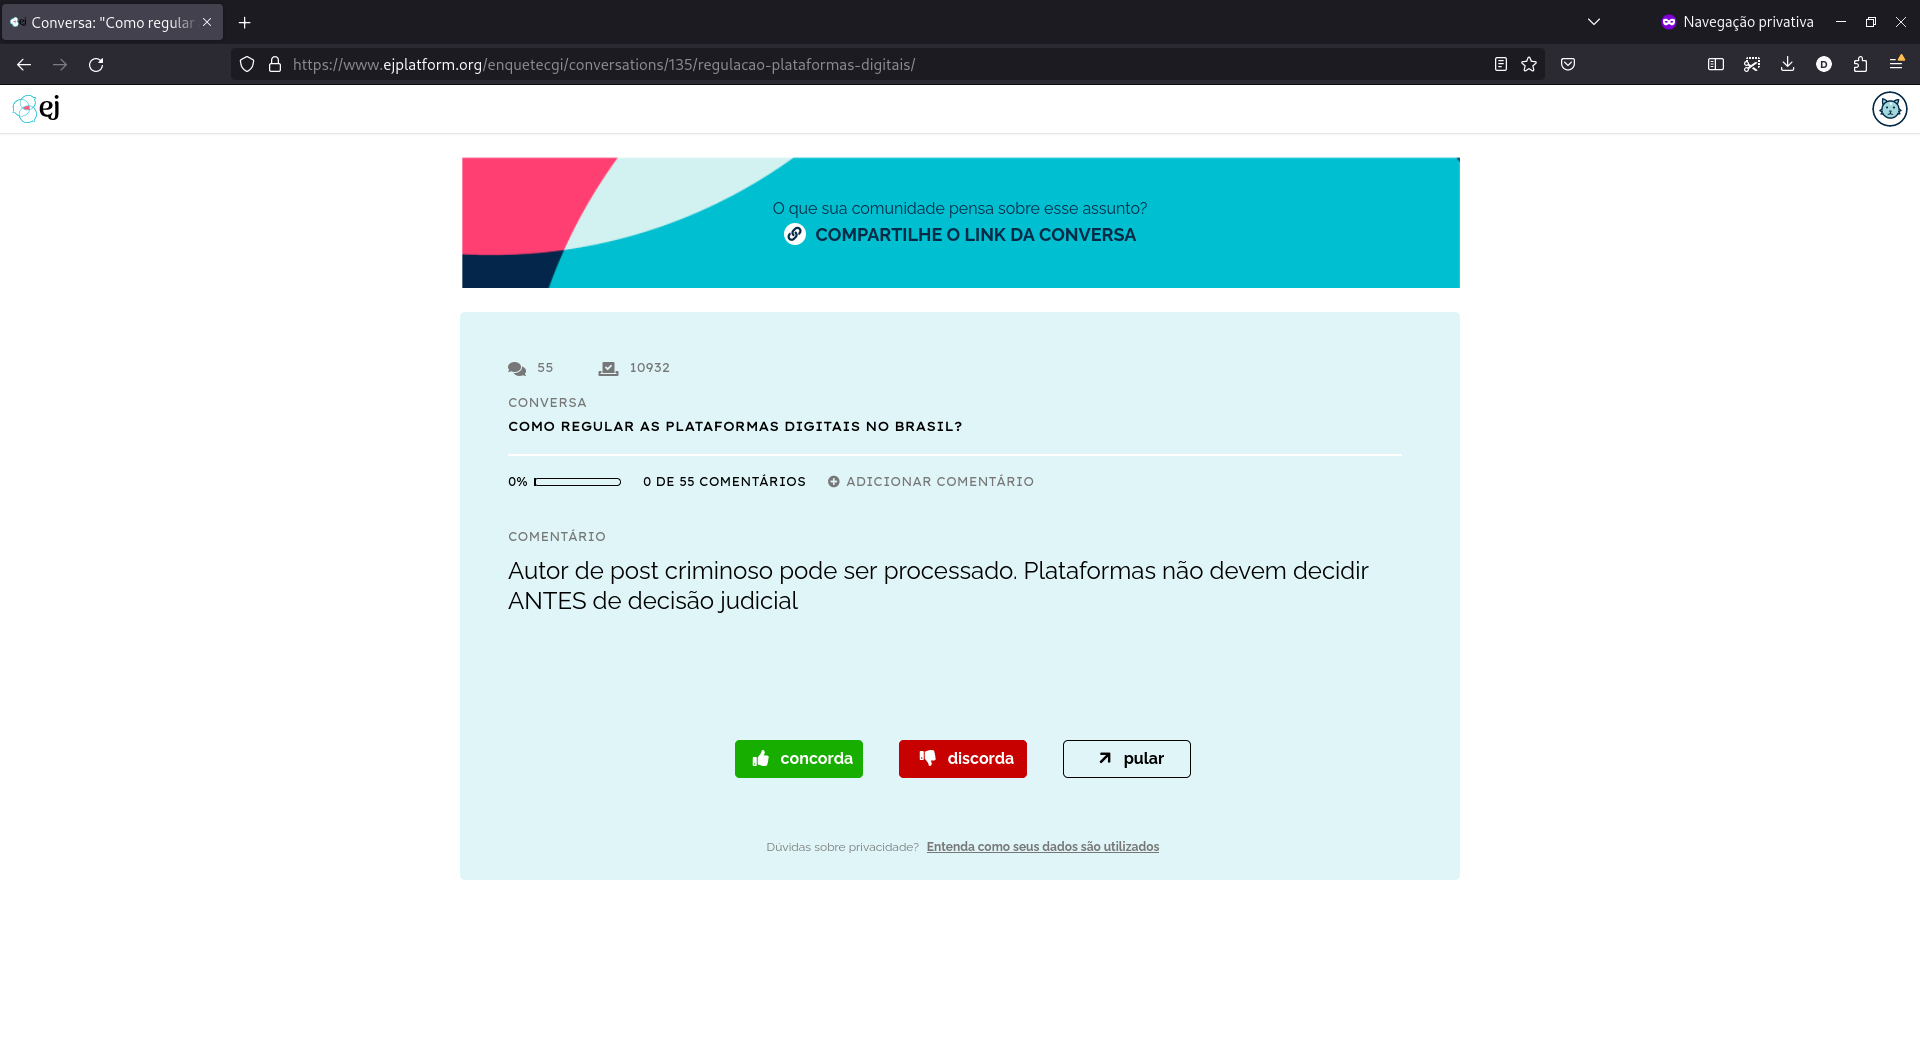 Conversa: "Como regular
Navegação privativa
https://www.ejplatform.org/enquetecgi/conversations/135/regulacao-plataformas-digitais/
D
ej
O que sua comunidade pensa sobre esse assunto?
COMPARTILHE O LINK DA CONVERSA
55 10932
CONVERSA
COMO REGULAR AS PLATAFORMAS DIGITAIS NO BRASIL?
0% 0 DE 55 COMENTÁRIOS ADICIONAR COMENTÁRIO
COMENTÁRIO
Autor de post criminoso pode ser processado. Plataformas não devem decidir
ANTES de decisão judicial
concorda discorda pular
Dúvidas sobre privacidade? Entenda como seus dados são utilizados